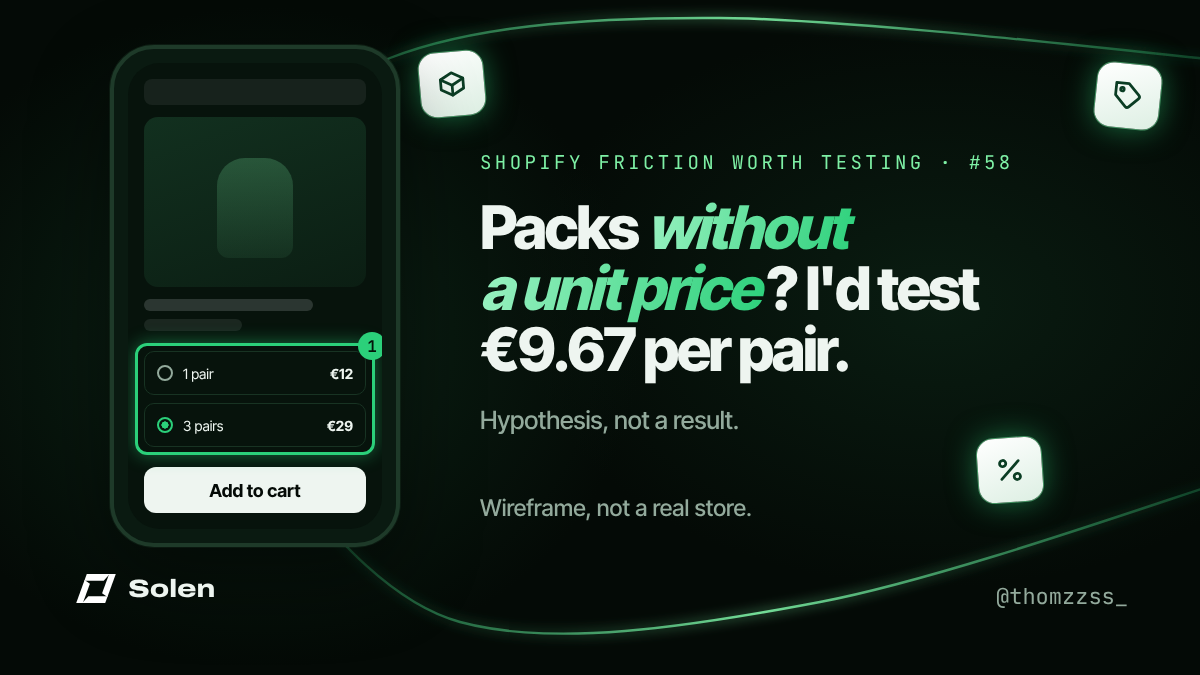 SHOPIFY FRICTION WORTH TESTING · #58
Packs without
a unit price? I'd test
€9.67 per pair.
Hypothesis, not a result.
Wireframe, not a real store.
1
1 pair €12
3 pairs €29
Add to cart
Solen
@thomzzss_